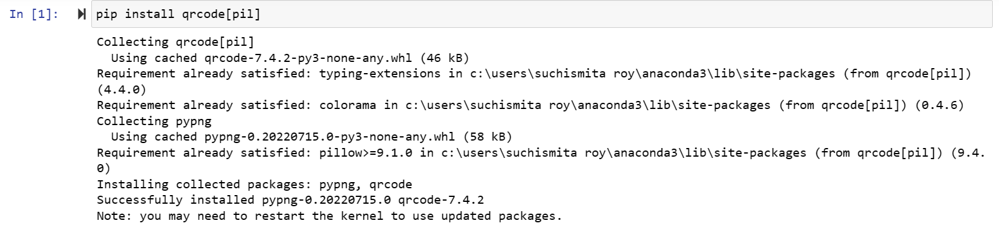 In [1]: pip install qrcode[pil]
Collecting qrcode[pil]
Using cached qrcode-7.4.2-py3-none-any.whl (46 kB)
Requirement already satisfied: typing-extensions in c:\users\suchismita roy\anaconda3\lib\site-packages (from qrcode[pil])
(4.4.0)
Requirement already satisfied: colorama in c:\users\suchismita roy\anaconda3\lib\site-packages (from qrcode[pil]) (0.4.6)
Collecting pypng
Using cached pypng-0.20220715.0-py3-none-any.whl (58 kB)
Requirement already satisfied: pillow>=9.1.0 in c:\users\suchismita roy\anaconda3\lib\site-packages (from qrcode[pil]) (9.4.
0)
Installing collected packages: pypng, qrcode
Successfully installed pypng-0.20220715.0 qrcode-7.4.2
Note: you may need to restart the kernel to use updated packages.